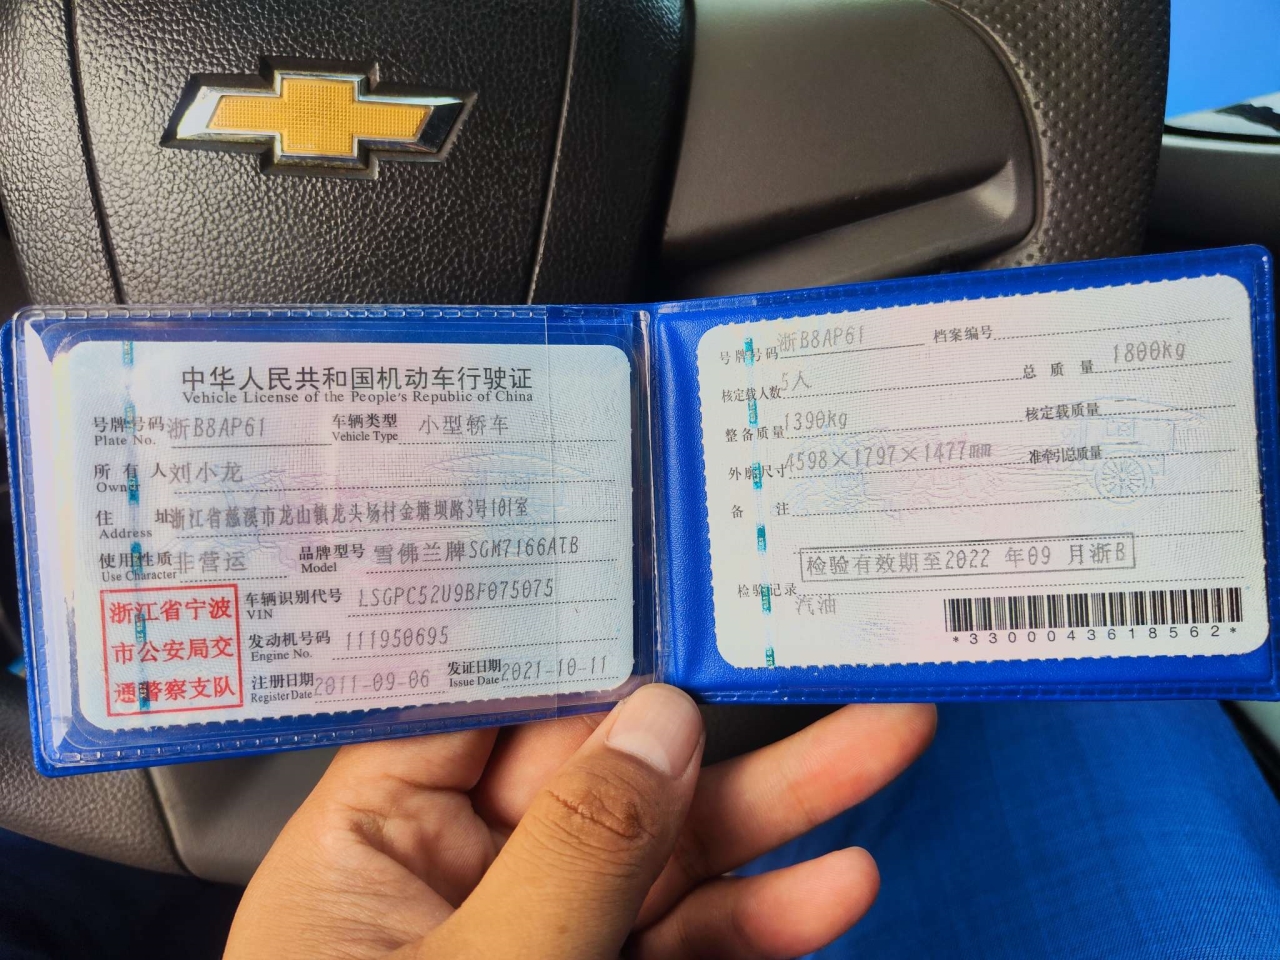 中华人民共和国机动车行驶证
Vehicle License of the People's Republic of China
号牌号码 浙B8AP61 车辆类型 小型轿车
Plate No. Vehicle Type
所有人 刘小龙
Owner
住址 浙江省慈溪市龙山镇龙头场村金塘坝路3号101室
Address
使用性质 非营运 品牌型号 雪佛兰牌SGM7166ATB
Use Character Model
浙江省宁波
市公安局交
通警察支队
车辆识别代号 LSGPC52U9BF075075
VIN
发动机号码 111950695
Engine No.
注册日期 2011-09-06 发证日期 2021-10-11
Register Date Issue Date
号牌号码 浙B8AP61 档案编号
核定载人数 5人 总质量 1800kg
整备质量 1390kg 核定载质量
外廓尺寸 4598×1797×1477mm 准牵引总质量
备注
检验有效期至2022年09月浙B
检验记录
汽油
*3300043618562*